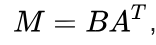 M = BA^T,